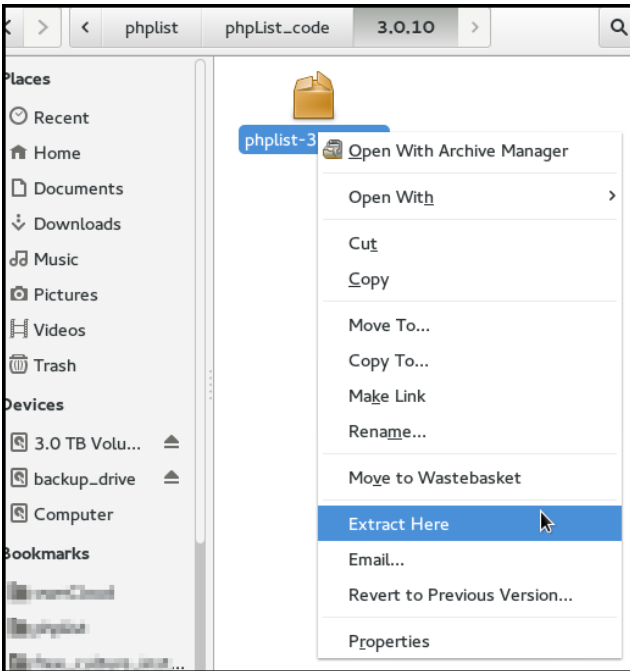 phplist
phpList_code
3.0.10
Places
Recent
Home
Documents
Downloads
Music
Pictures
Videos
Trash
Devices
3.0 TB Volu...
backup_drive
Computer
Bookmarks
phplist-3
Open With Archive Manager
Open With
Cut
Copy
Move To...
Copy To...
Make Link
Rename...
Move to Wastebasket
Extract Here
Email...
Revert to Previous Version...
Properties